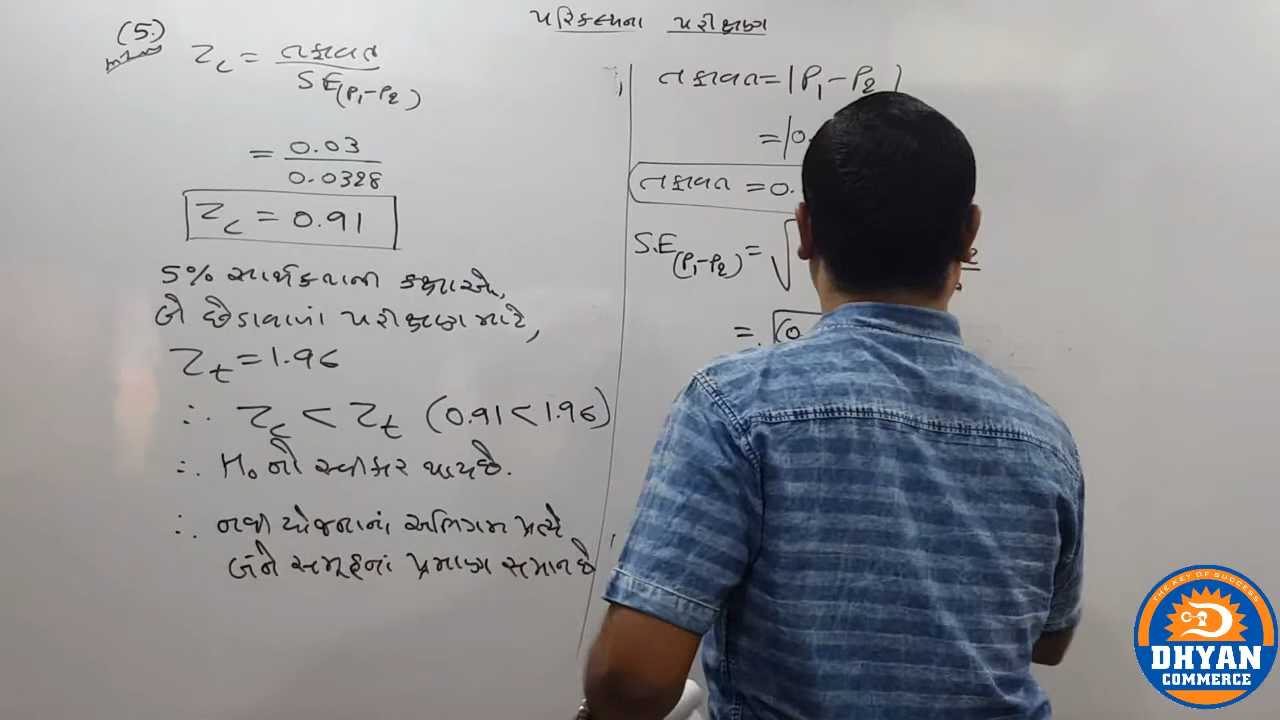 પરિકલ્પના પરીક્ષણ
(5.)
Zc = તફાવત / SE(P₁-P₂)
= 0.03 / 0.0328
Zc = 0.91
5% સાર્થકતાની કક્ષાએ,
બે છેડાવાળાં પરીક્ષણ માટે,
Zt = 1.96
∴ Zc < Zt (0.91 < 1.96)
∴ H₀ નો સ્વીકાર થાય છે.
∴ નવી યોજનાનાં અભિગમ પ્રત્યે
બંને સમૂહનાં પ્રમાણ સમાન છે
તફાવત = |P₁ - P₂|
= |0.
તફાવત = 0.
S.E(P₁-P₂) = √
= √(0
THE KEY OF SUCCESS
DHYAN
COMMERCE